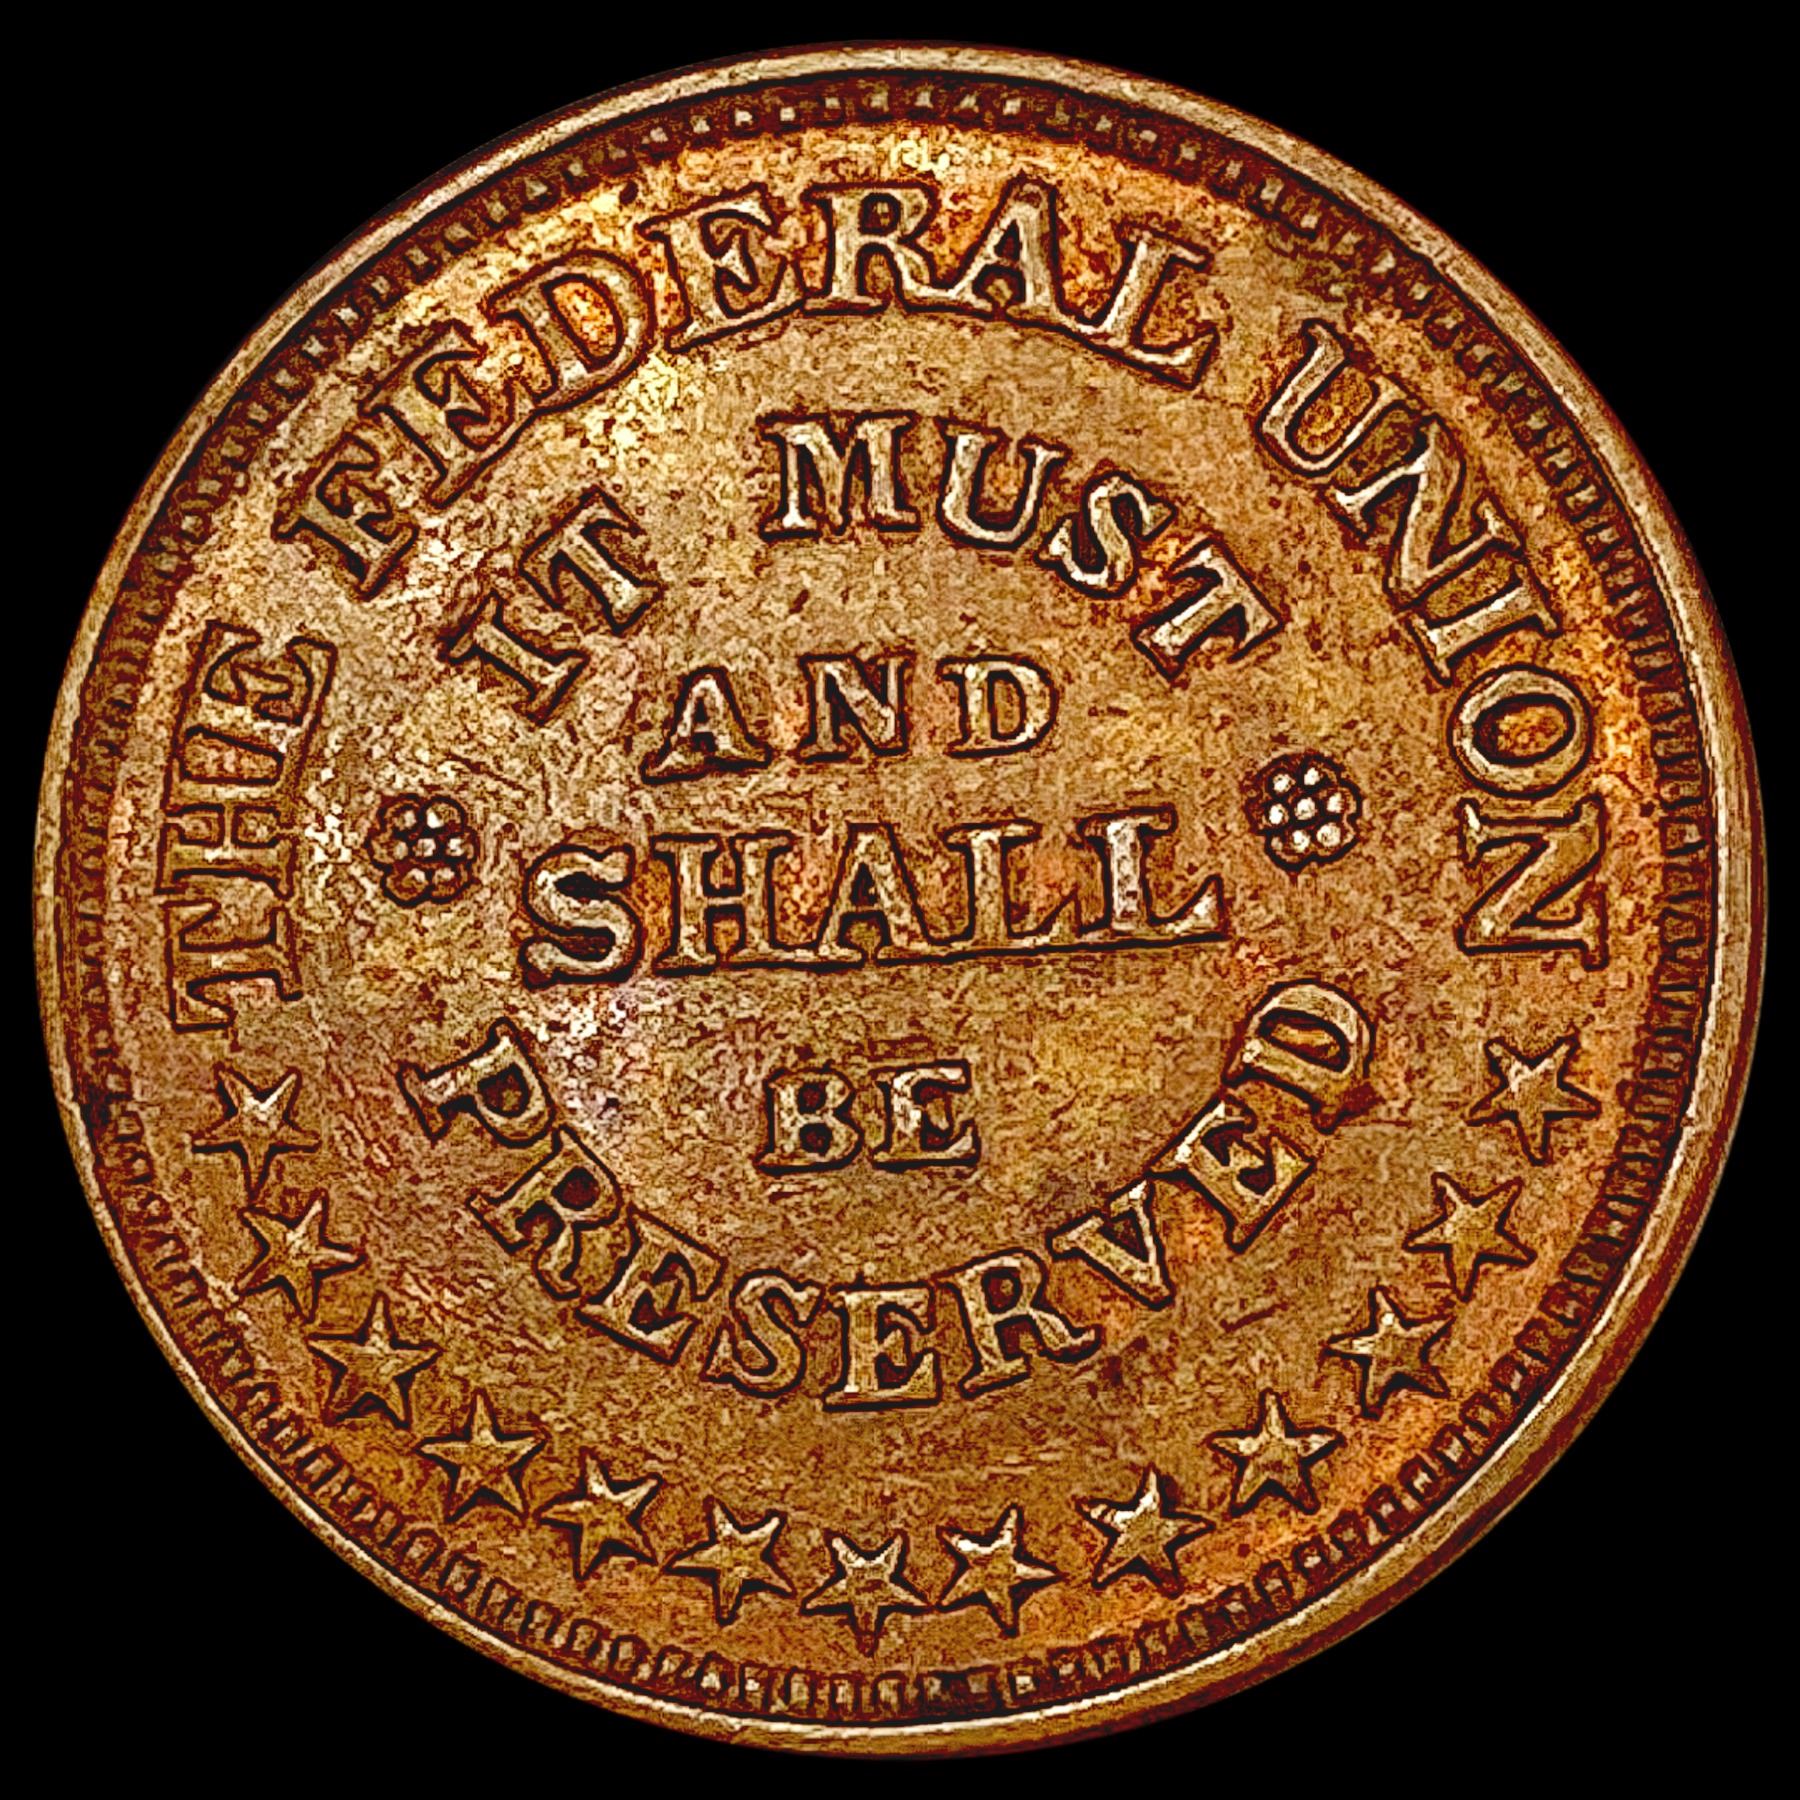 THE FEDERAL UNION
IT MUST
AND
SHALL
BE
PRESERVED